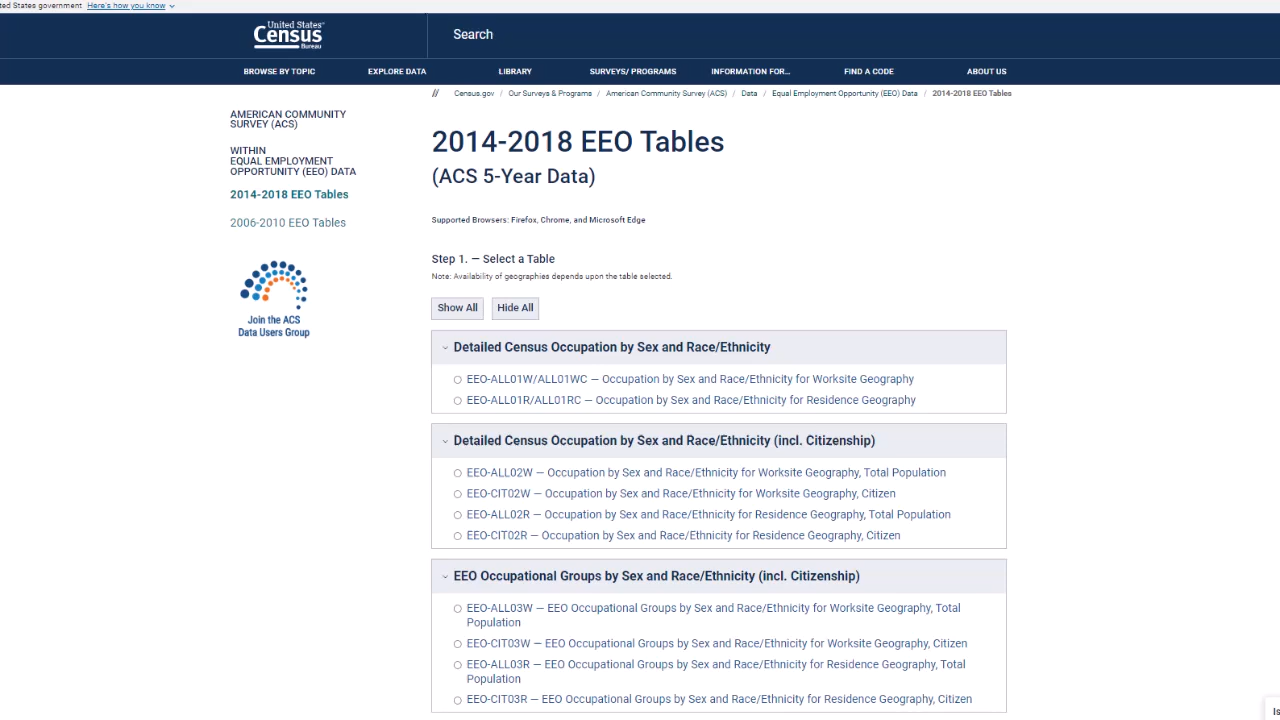 ted States government Here's how you know
United States®
Census
Bureau
Search
BROWSE BY TOPIC EXPLORE DATA LIBRARY SURVEYS/ PROGRAMS INFORMATION FOR... FIND A CODE ABOUT US
// Census.gov / Our Surveys & Programs / American Community Survey (ACS) / Data / Equal Employment Opportunity (EEO) Data / 2014-2018 EEO Tables
AMERICAN COMMUNITY
SURVEY (ACS)
WITHIN
EQUAL EMPLOYMENT
OPPORTUNITY (EEO) DATA
2014-2018 EEO Tables
2006-2010 EEO Tables
Join the ACS
Data Users Group
2014-2018 EEO Tables
(ACS 5-Year Data)
Supported Browsers: Firefox, Chrome, and Microsoft Edge
Step 1. — Select a Table
Note: Availability of geographies depends upon the table selected.
Show All Hide All
Detailed Census Occupation by Sex and Race/Ethnicity
EEO-ALL01W/ALL01WC — Occupation by Sex and Race/Ethnicity for Worksite Geography
EEO-ALL01R/ALL01RC — Occupation by Sex and Race/Ethnicity for Residence Geography
Detailed Census Occupation by Sex and Race/Ethnicity (incl. Citizenship)
EEO-ALL02W — Occupation by Sex and Race/Ethnicity for Worksite Geography, Total Population
EEO-CIT02W — Occupation by Sex and Race/Ethnicity for Worksite Geography, Citizen
EEO-ALL02R — Occupation by Sex and Race/Ethnicity for Residence Geography, Total Population
EEO-CIT02R — Occupation by Sex and Race/Ethnicity for Residence Geography, Citizen
EEO Occupational Groups by Sex and Race/Ethnicity (incl. Citizenship)
EEO-ALL03W — EEO Occupational Groups by Sex and Race/Ethnicity for Worksite Geography, Total
Population
EEO-CIT03W — EEO Occupational Groups by Sex and Race/Ethnicity for Worksite Geography, Citizen
EEO-ALL03R — EEO Occupational Groups by Sex and Race/Ethnicity for Residence Geography, Total
Population
EEO-CIT03R — EEO Occupational Groups by Sex and Race/Ethnicity for Residence Geography, Citizen
Is